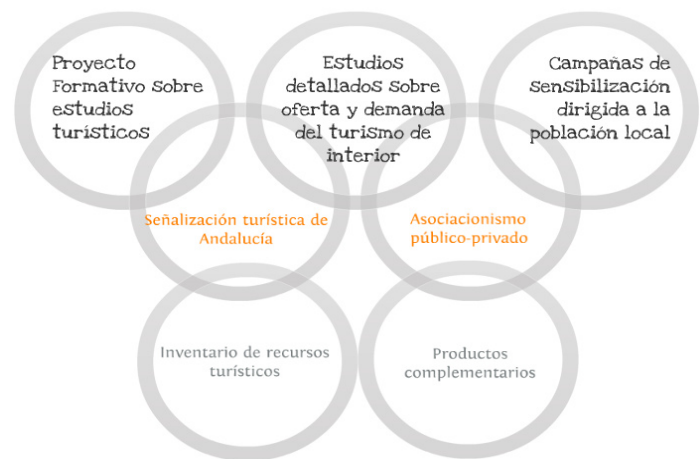 Proyecto
Formativo sobre
estudios
turísticos
Estudios
detallados sobre
oferta y demanda
del turismo de
interior
Campañas de
sensibilización
dirigida a la
población local
Señalización turística de
Andalucía
Asociacionismo
público-privado
Inventario de recursos
turísticos
Productos
complementarios